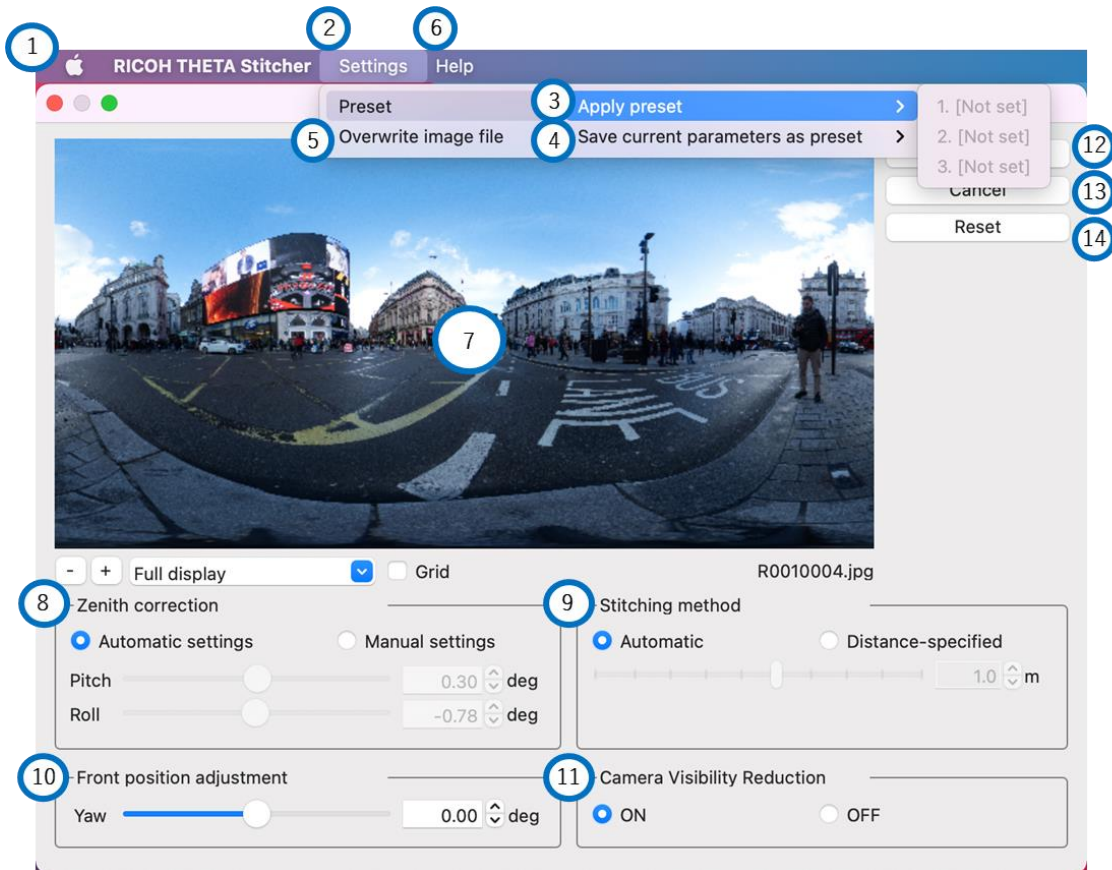 1
2
6
RICOH THETA Stitcher Settings Help
Preset 3 Apply preset > 1. [Not set]
5 Overwrite image file 4 Save current parameters as preset > 2. [Not set]
3. [Not set]
12
Cancel 13
Reset 14
7
BUS
LANE
- + Full display Grid R0010004.jpg
8 Zenith correction
Automatic settings Manual settings
Pitch 0.30 deg
Roll -0.78 deg
9 Stitching method
Automatic Distance-specified
1.0 m
10 Front position adjustment
Yaw 0.00 deg
11 Camera Visibility Reduction
ON OFF